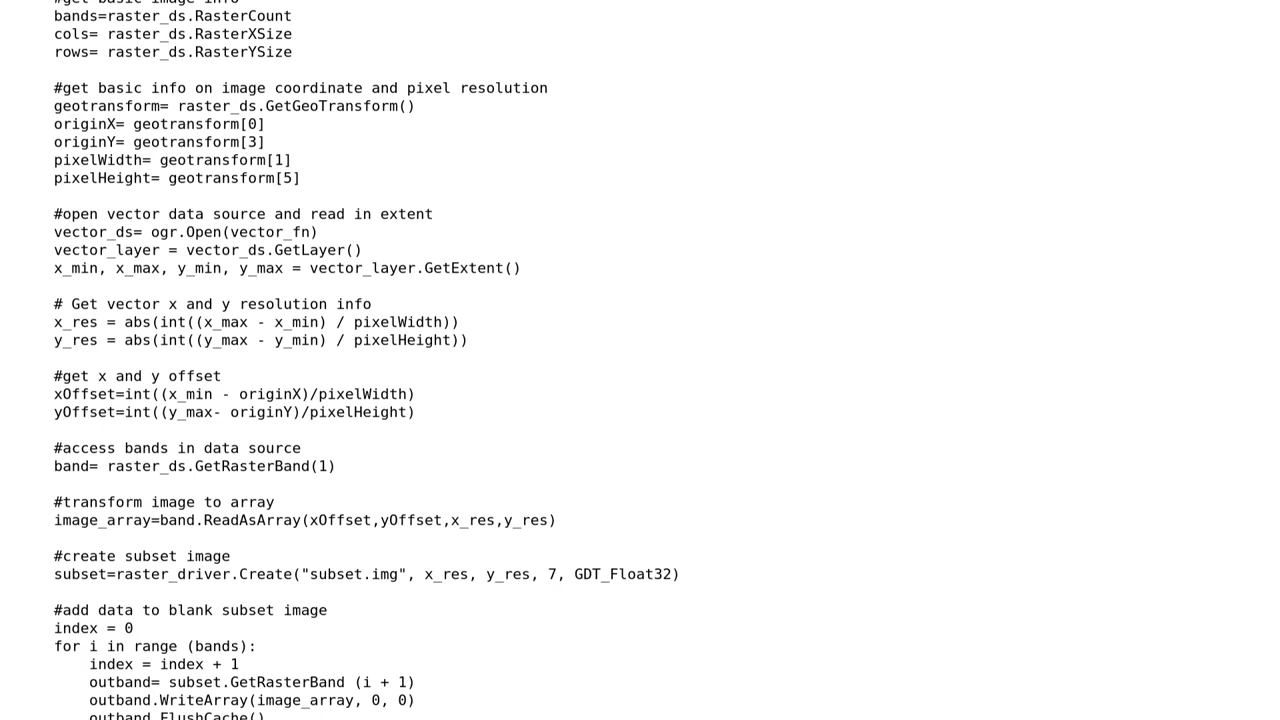 #get basic image info
bands=raster_ds.RasterCount
cols= raster_ds.RasterXSize
rows= raster_ds.RasterYSize

#get basic info on image coordinate and pixel resolution
geotransform= raster_ds.GetGeoTransform()
originX= geotransform[0]
originY= geotransform[3]
pixelWidth= geotransform[1]
pixelHeight= geotransform[5]

#open vector data source and read in extent
vector_ds= ogr.Open(vector_fn)
vector_layer = vector_ds.GetLayer()
x_min, x_max, y_min, y_max = vector_layer.GetExtent()

# Get vector x and y resolution info
x_res = abs(int((x_max - x_min) / pixelWidth))
y_res = abs(int((y_max - y_min) / pixelHeight))

#get x and y offset
xOffset=int((x_min - originX)/pixelWidth)
yOffset=int((y_max- originY)/pixelHeight)

#access bands in data source
band= raster_ds.GetRasterBand(1)

#transform image to array
image_array=band.ReadAsArray(xOffset,yOffset,x_res,y_res)

#create subset image
subset=raster_driver.Create("subset.img", x_res, y_res, 7, GDT_Float32)

#add data to blank subset image
index = 0
for i in range (bands):
    index = index + 1
    outband= subset.GetRasterBand (i + 1)
    outband.WriteArray(image_array, 0, 0)
    outband.FlushCache()